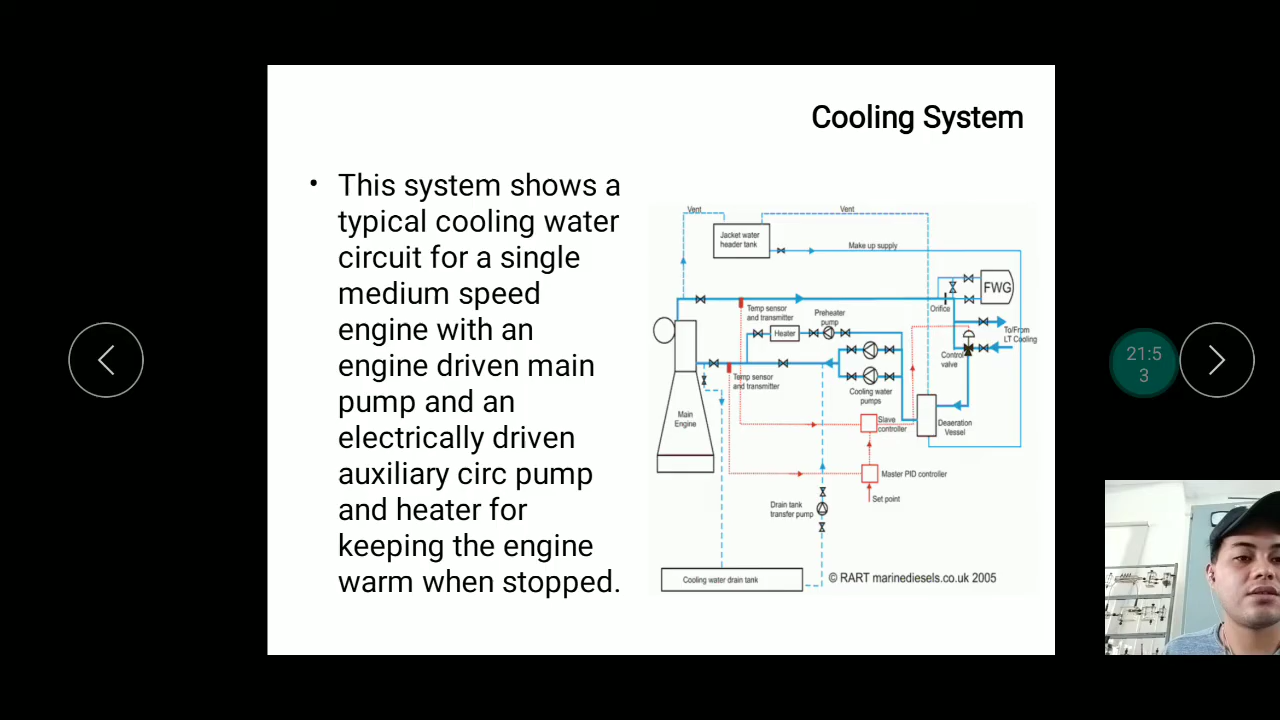 Cooling System
• This system shows a
typical cooling water
circuit for a single
medium speed
engine with an
engine driven main
pump and an
electrically driven
auxiliary circ pump
and heater for
keeping the engine
warm when stopped.
Vent
Vent
Jacket water
header tank
Make up supply
FWG
Orifice
Temp sensor
and transmitter
Preheater
pump
Heater
To/From
LT Cooling
Control
valve
Temp sensor
and transmitter
Cooling water
pumps
Main
Engine
Slave
controller
Deaeration
Vessel
Master PID controller
Set point
Drain tank
transfer pump
Cooling water drain tank
© RART marinediesels.co.uk 2005
21:5
3